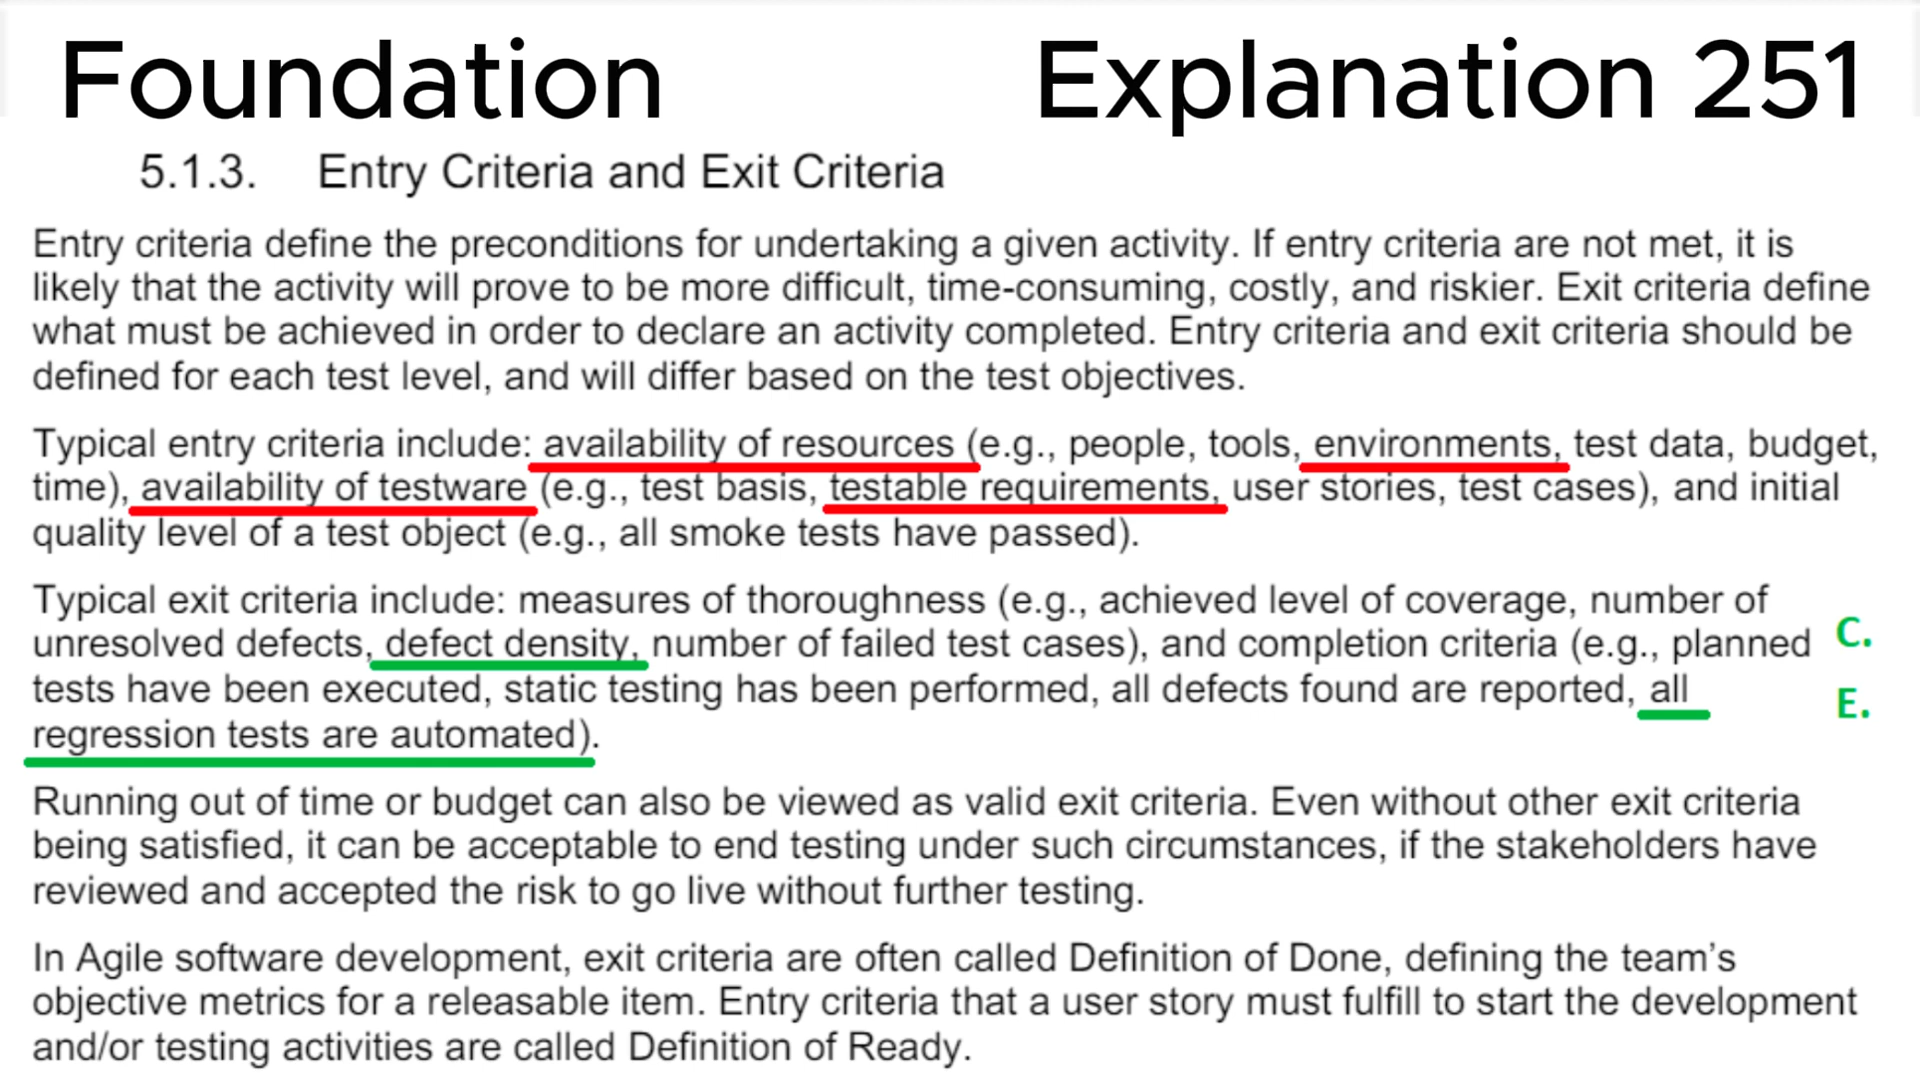 Foundation
Explanation 251
5.1.3. Entry Criteria and Exit Criteria
Entry criteria define the preconditions for undertaking a given activity. If entry criteria are not met, it is
likely that the activity will prove to be more difficult, time-consuming, costly, and riskier. Exit criteria define
what must be achieved in order to declare an activity completed. Entry criteria and exit criteria should be
defined for each test level, and will differ based on the test objectives.
Typical entry criteria include: availability of resources (e.g., people, tools, environments, test data, budget,
time), availability of testware (e.g., test basis, testable requirements, user stories, test cases), and initial
quality level of a test object (e.g., all smoke tests have passed).
Typical exit criteria include: measures of thoroughness (e.g., achieved level of coverage, number of
unresolved defects, defect density, number of failed test cases), and completion criteria (e.g., planned
C.
tests have been executed, static testing has been performed, all defects found are reported, all
E.
regression tests are automated).
Running out of time or budget can also be viewed as valid exit criteria. Even without other exit criteria
being satisfied, it can be acceptable to end testing under such circumstances, if the stakeholders have
reviewed and accepted the risk to go live without further testing.
In Agile software development, exit criteria are often called Definition of Done, defining the team’s
objective metrics for a releasable item. Entry criteria that a user story must fulfill to start the development
and/or testing activities are called Definition of Ready.